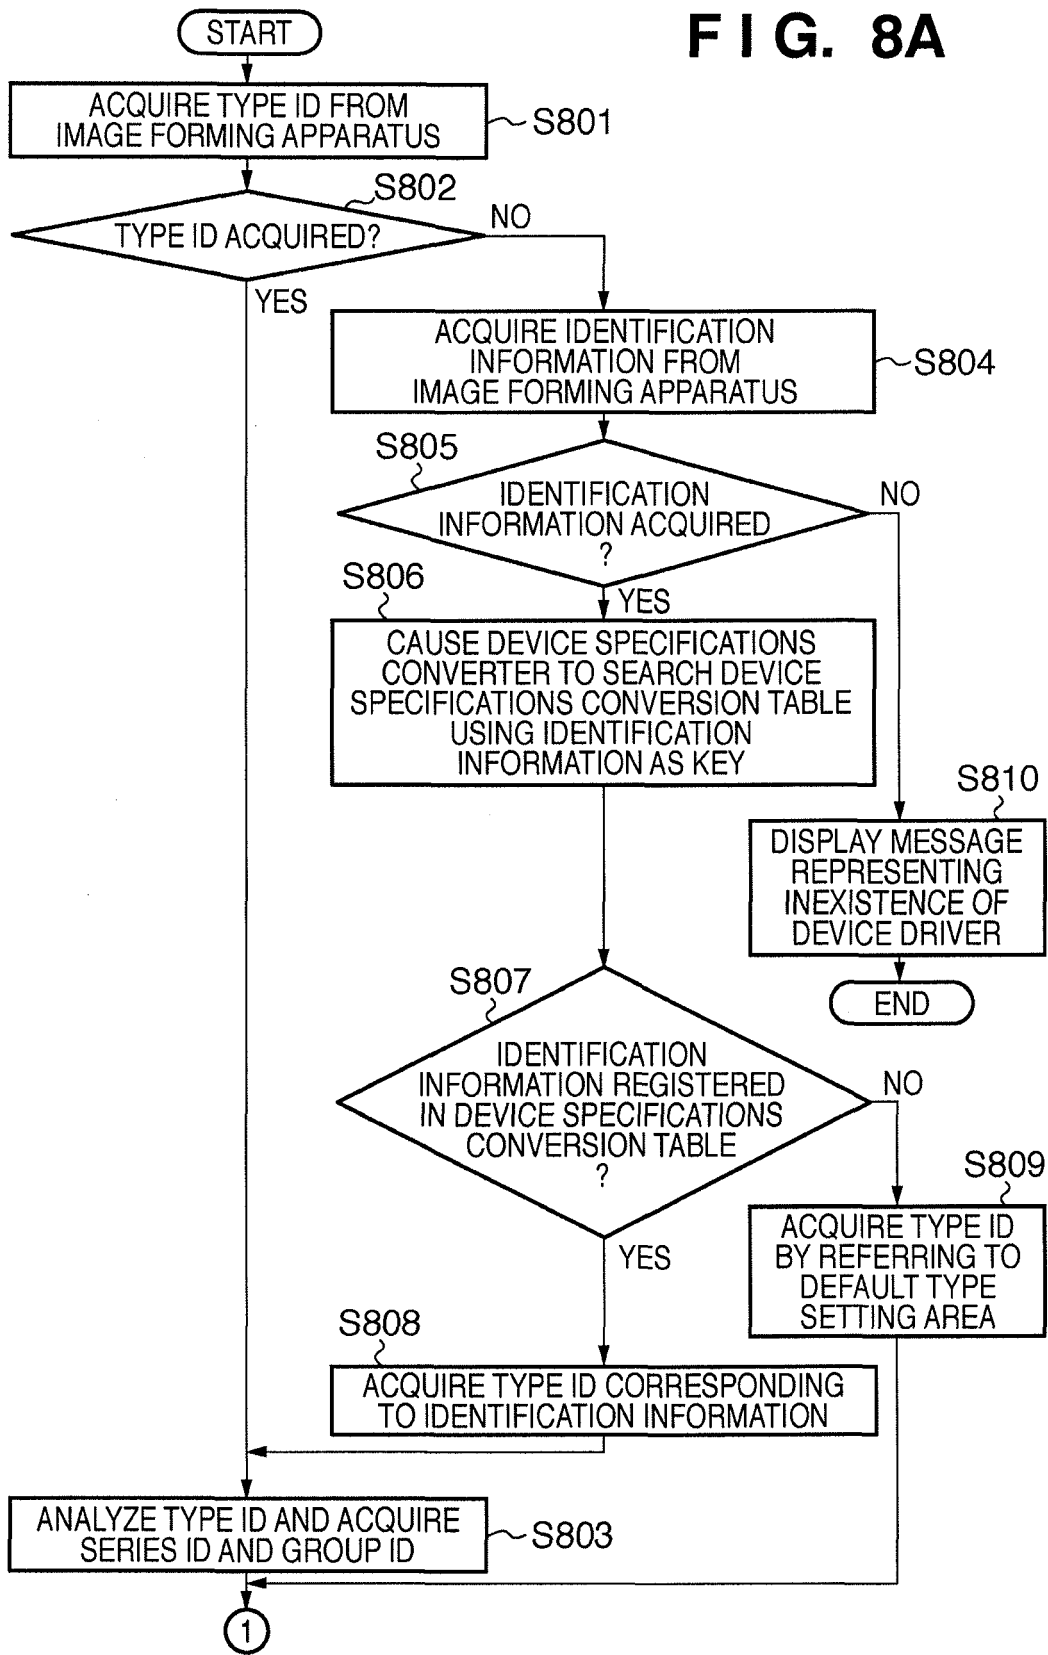 FIG. 8A
START
ACQUIRE TYPE ID FROM
IMAGE FORMING APPARATUS
S801
S802
TYPE ID ACQUIRED?
NO
YES
ACQUIRE IDENTIFICATION
INFORMATION FROM
IMAGE FORMING APPARATUS
S804
S805
IDENTIFICATION
INFORMATION ACQUIRED
?
NO
YES
S806
CAUSE DEVICE SPECIFICATIONS
CONVERTER TO SEARCH DEVICE
SPECIFICATIONS CONVERSION TABLE
USING IDENTIFICATION
INFORMATION AS KEY
S810
DISPLAY MESSAGE
REPRESENTING
INEXISTENCE OF
DEVICE DRIVER
END
S807
IDENTIFICATION
INFORMATION REGISTERED
IN DEVICE SPECIFICATIONS
CONVERSION TABLE
?
NO
YES
S809
ACQUIRE TYPE ID
BY REFERRING TO
DEFAULT TYPE
SETTING AREA
S808
ACQUIRE TYPE ID CORRESPONDING
TO IDENTIFICATION INFORMATION
ANALYZE TYPE ID AND ACQUIRE
SERIES ID AND GROUP ID
S803
1